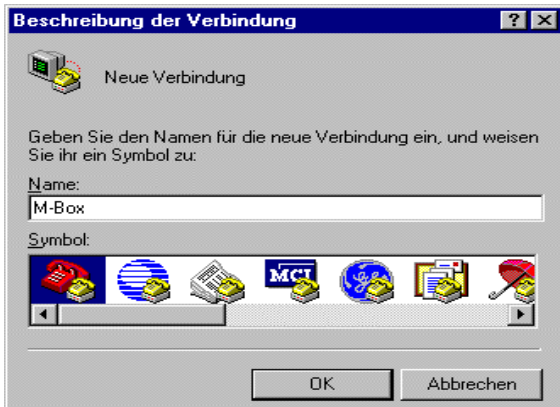 Beschreibung der Verbindung
Neue Verbindung
Geben Sie den Namen für die neue Verbindung ein, und weisen
Sie ihr ein Symbol zu:
Name:
M-Box
Symbol:
MCI
OK
Abbrechen